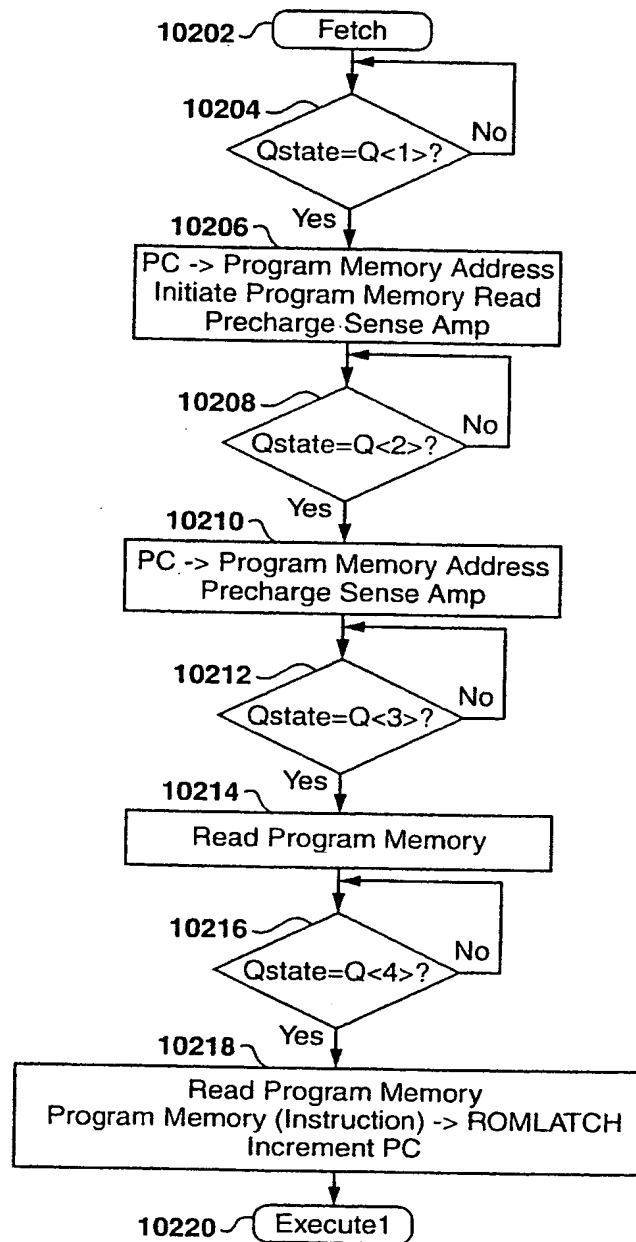 10202
Fetch
10204
Qstate=Q<1>?
No
Yes
10206
PC -> Program Memory Address
Initiate Program Memory Read
Precharge Sense Amp
10208
Qstate=Q<2>?
No
Yes
10210
PC -> Program Memory Address
Precharge Sense Amp
10212
Qstate=Q<3>?
No
Yes
10214
Read Program Memory
10216
Qstate=Q<4>?
No
Yes
10218
Read Program Memory
Program Memory (Instruction) -> ROMLATCH
Increment PC
10220
Execute1